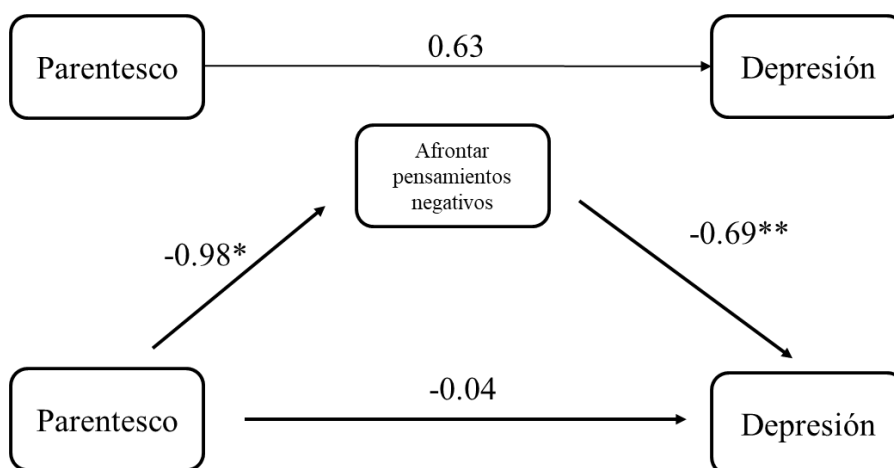 0.63
Parentesco
Depresión
Afrontar
pensamientos
negativos
-0.98*
-0.69**
-0.04
Parentesco
Depresión